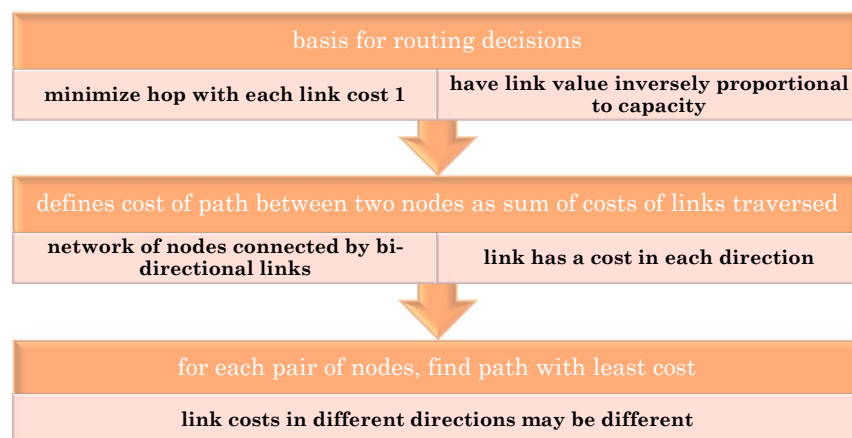 basis for routing decisions
minimize hop with each link cost 1
have link value inversely proportional
to capacity
defines cost of path between two nodes as sum of costs of links traversed
network of nodes connected by bi-
directional links
link has a cost in each direction
for each pair of nodes, find path with least cost
link costs in different directions may be different